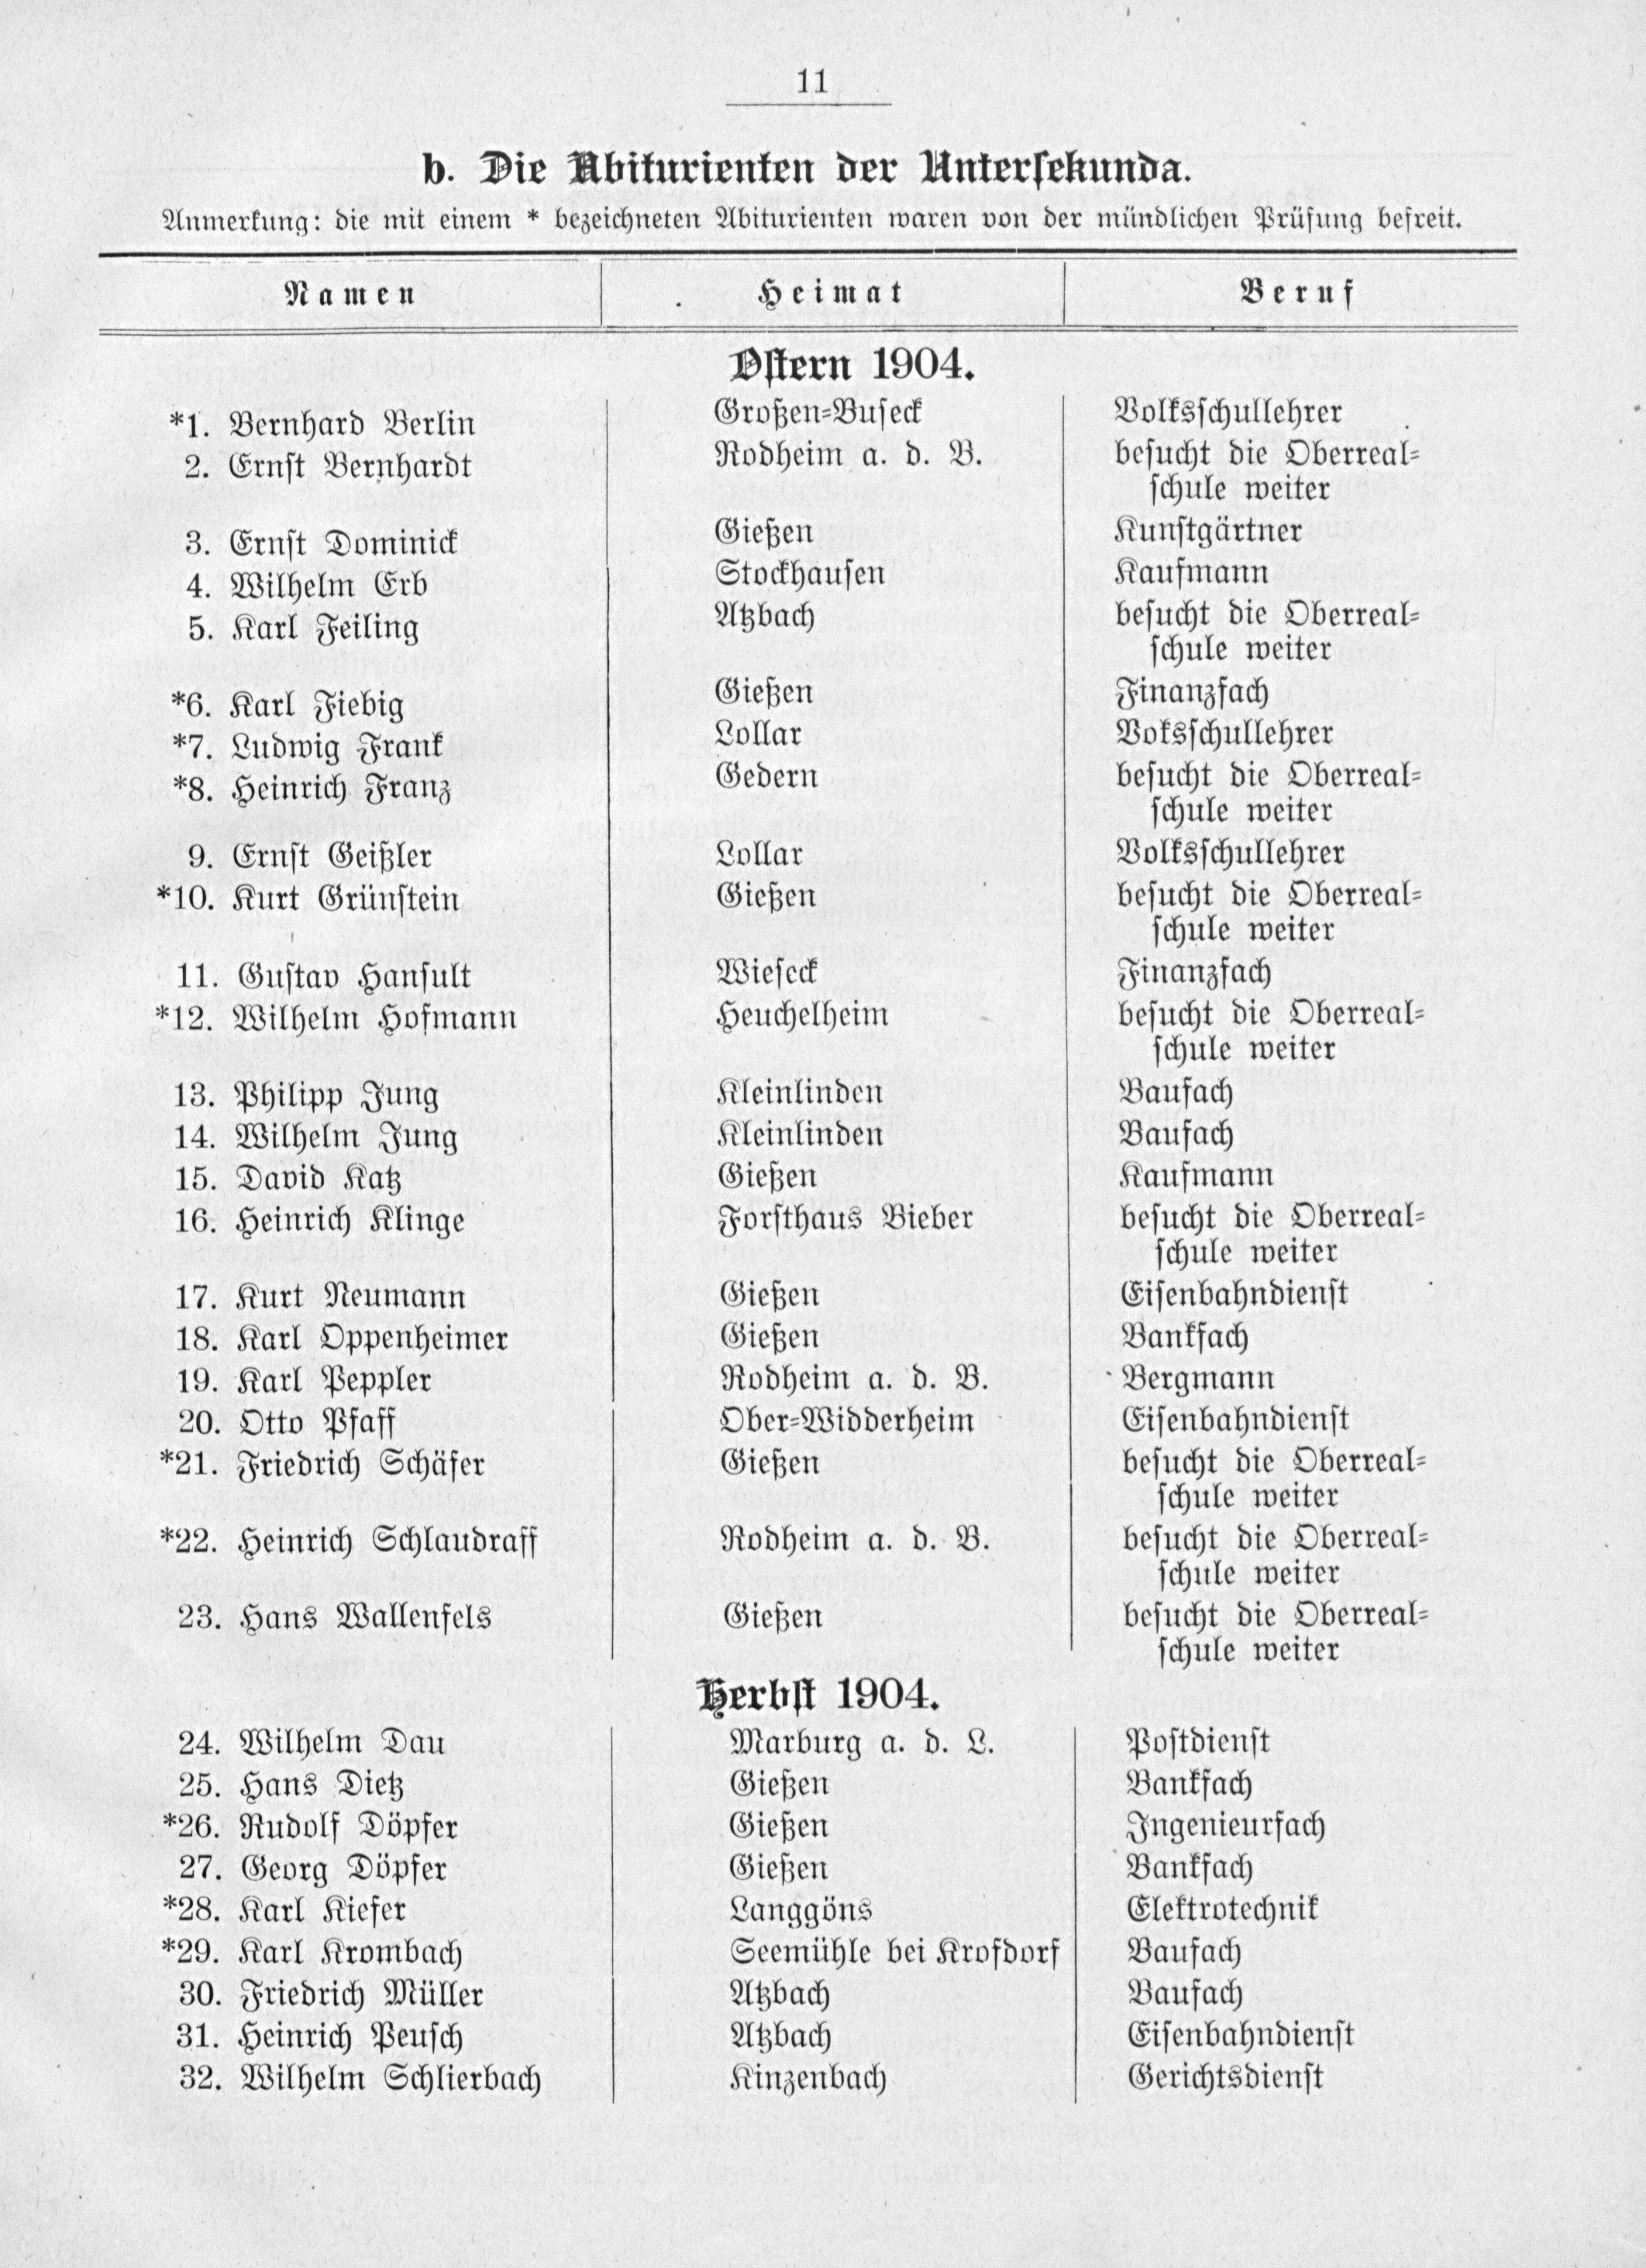 11
b. Die Abiturienten der Untersekunda.
Anmerkung: die mit einem * bezeichneten Abiturienten waren von der mündlichen Prüfung befreit.
Namen Heimat Beruf
Ostern 1904.
*1. Bernhard Berlin Großen-Buseck Volksschullehrer
2. Ernst Bernhardt Rodheim a. d. B. besucht die Oberreal-
schule weiter
3. Ernst Dominick Gießen Kunstgärtner
4. Wilhelm Erb Stockhausen Kaufmann
5. Karl Feiling Atzbach besucht die Oberreal-
schule weiter
*6. Karl Fiebig Gießen Finanzfach
*7. Ludwig Frank Lollar Voksschullehrer
*8. Heinrich Franz Gedern besucht die Oberreal-
schule weiter
9. Ernst Geißler Lollar Volksschullehrer
*10. Kurt Grünstein Gießen besucht die Oberreal-
schule weiter
11. Gustav Hansult Wieseck Finanzfach
*12. Wilhelm Hofmann Heuchelheim besucht die Oberreal-
schule weiter
13. Philipp Jung Kleinlinden Baufach
14. Wilhelm Jung Kleinlinden Baufach
15. David Katz Gießen Kaufmann
16. Heinrich Klinge Forsthaus Bieber besucht die Oberreal-
schule weiter
17. Kurt Neumann Gießen Eisenbahndienst
18. Karl Oppenheimer Gießen Bankfach
19. Karl Peppler Rodheim a. d. B. Bergmann
20. Otto Pfaff Ober-Widderheim Eisenbahndienst
*21. Friedrich Schäfer Gießen besucht die Oberreal-
schule weiter
*22. Heinrich Schlaudraff Rodheim a. d. B. besucht die Oberreal-
schule weiter
23. Hans Wallenfels Gießen besucht die Oberreal-
schule weiter
Herbst 1904.
24. Wilhelm Dau Marburg a. d. L. Postdienst
25. Hans Dietz Gießen Bankfach
*26. Rudolf Döpfer Gießen Ingenieurfach
27. Georg Döpfer Gießen Bankfach
*28. Karl Kiefer Langgöns Elektrotechnik
*29. Karl Krombach Seemühle bei Krofdorf Baufach
30. Friedrich Müller Atzbach Baufach
31. Heinrich Peusch Atzbach Eisenbahndienst
32. Wilhelm Schlierbach Kinzenbach Gerichtsdienst